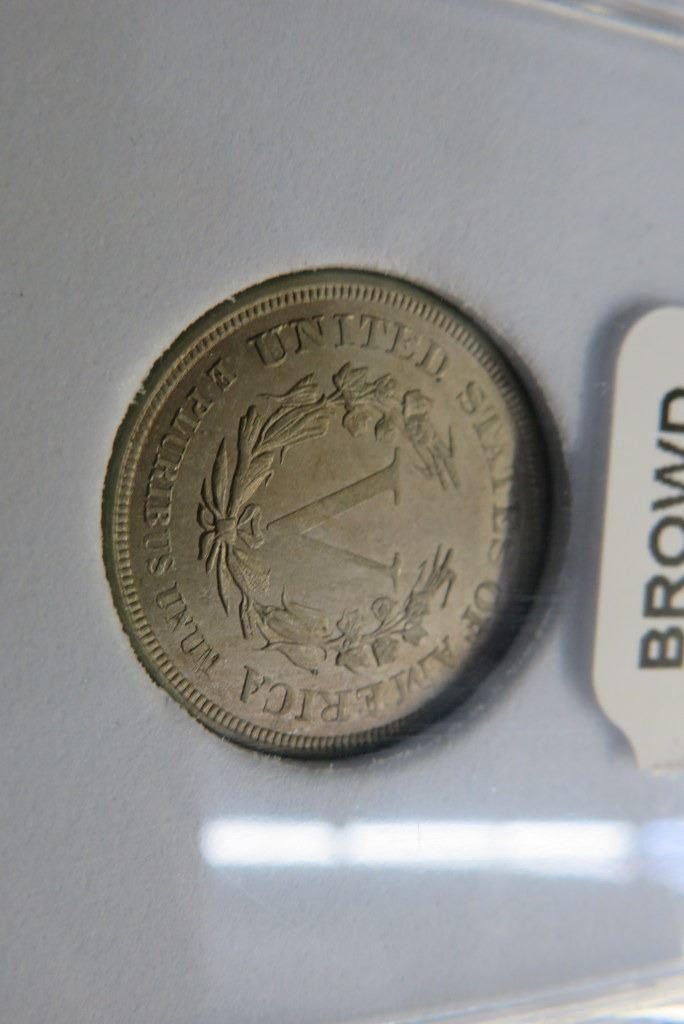 UNITED STATES OF AMERICA
V
E PLURIBUS UNUM
BROWD